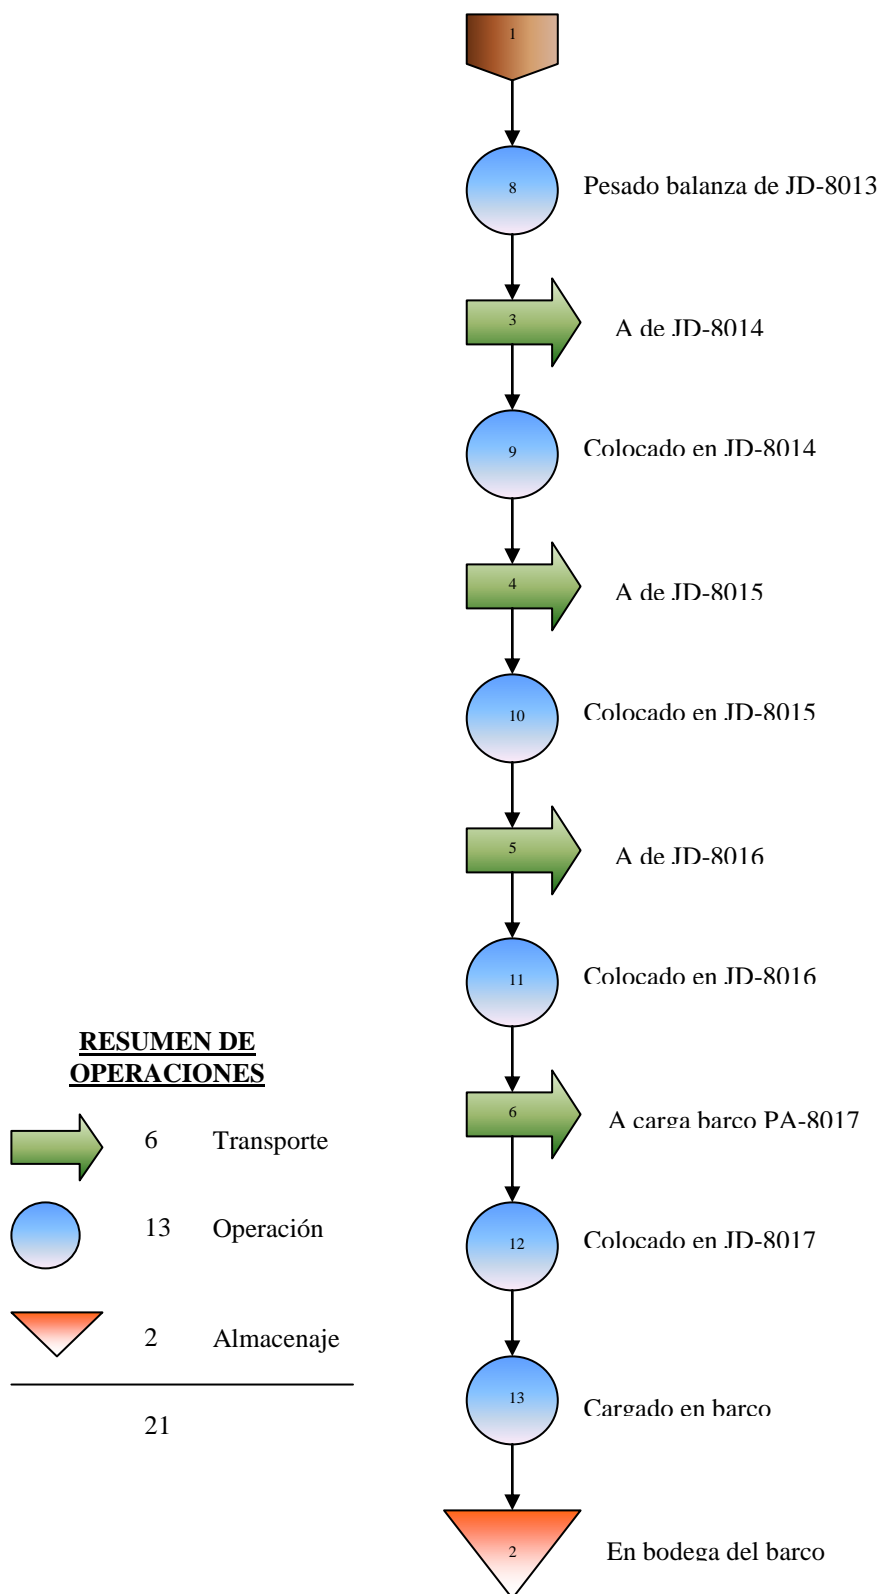 1
8
Pesado balanza de JD-8013
3
A de JD-8014
9
Colocado en JD-8014
4
A de JD-8015
10
Colocado en JD-8015
5
A de JD-8016
11
Colocado en JD-8016
6
A carga barco PA-8017
12
Colocado en JD-8017
13
Cargado en barco
2
En bodega del barco
RESUMEN DE
OPERACIONES
6 Transporte
13 Operación
2 Almacenaje
21